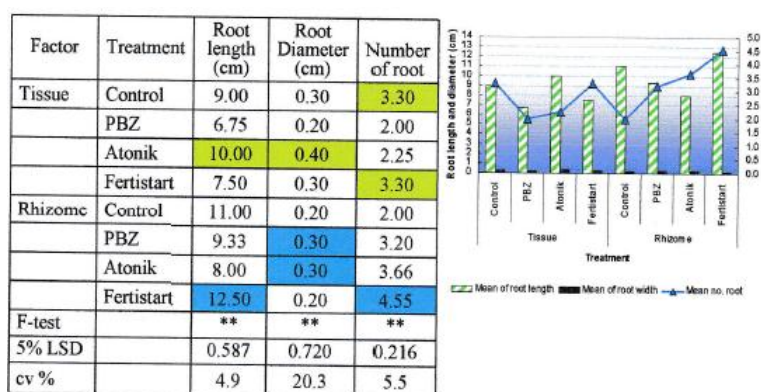 Factor Treatment Root length (cm) Root Diameter (cm) Number of root
Tissue Control 9.00 0.30 3.30
PBZ 6.75 0.20 2.00
Atonik 10.00 0.40 2.25
Fertistart 7.50 0.30 3.30
Rhizome Control 11.00 0.20 2.00
PBZ 9.33 0.30 3.20
Atonik 8.00 0.30 3.66
Fertistart 12.50 0.20 4.55
F-test ** ** **
5% LSD 0.587 0.720 0.216
cv % 4.9 20.3 5.5
Root length and diameter (cm)
14
13
12
11
10
9
8
7
6
5
4
3
2
1
0
5.0
4.5
4.0
3.5
3.0
2.5
2.0
1.5
1.0
0.5
0.0
Control PBZ Atonik Fertistart Control PBZ Atonik Fertistart
Tissue Rhizome
Treatment
Mean of root length Mean of root width Mean no. root